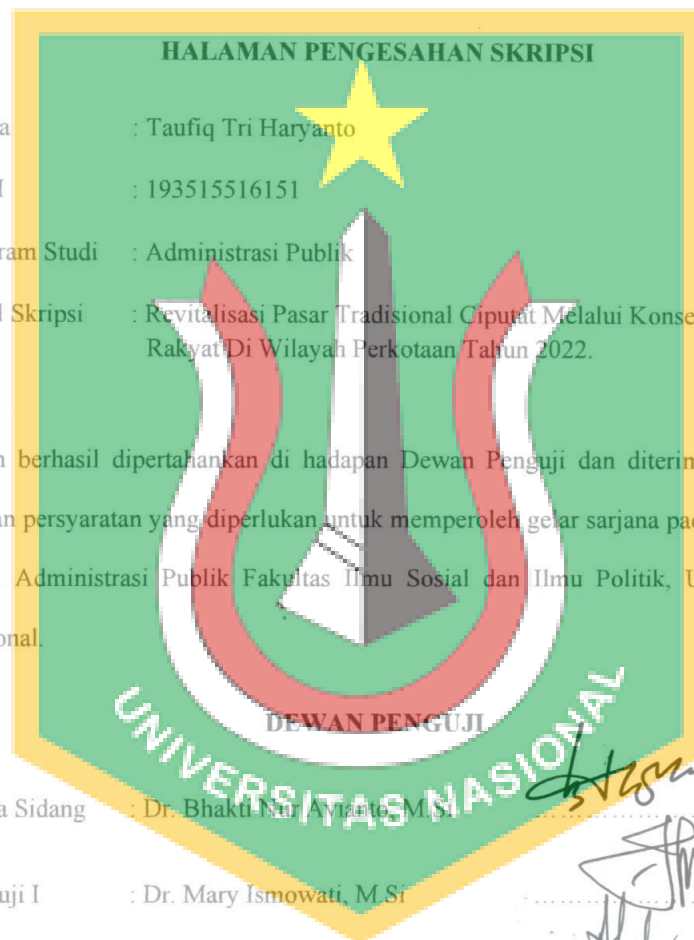 HALAMAN PENGESAHAN SKRIPSI
a : Taufiq Tri Haryanto
I : 193515516151
ram Studi : Administrasi Publik
l Skripsi : Revitalisasi Pasar Tradisional Ciputat Melalui Konse
Rakyat Di Wilayah Perkotaan Tahun 2022.
n berhasil dipertahankan di hadapan Dewan Penguji dan diterim
an persyaratan yang diperlukan untuk memperoleh gelar sarjana pad
Administrasi Publik Fakultas Ilmu Sosial dan Ilmu Politik, U
onal.
DEWAN PENGUJI
UNIVERSITAS NASIONAL
a Sidang : Dr. Bhakti Nur Avianto, M.Si
uji I : Dr. Mary Ismowati, M.Si